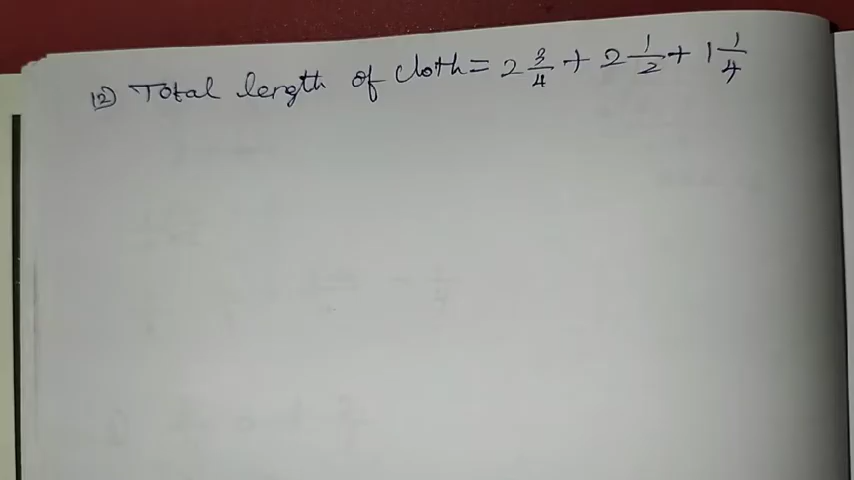 12) Total length of cloth = 2 3/4 + 2 1/2 + 1 1/4